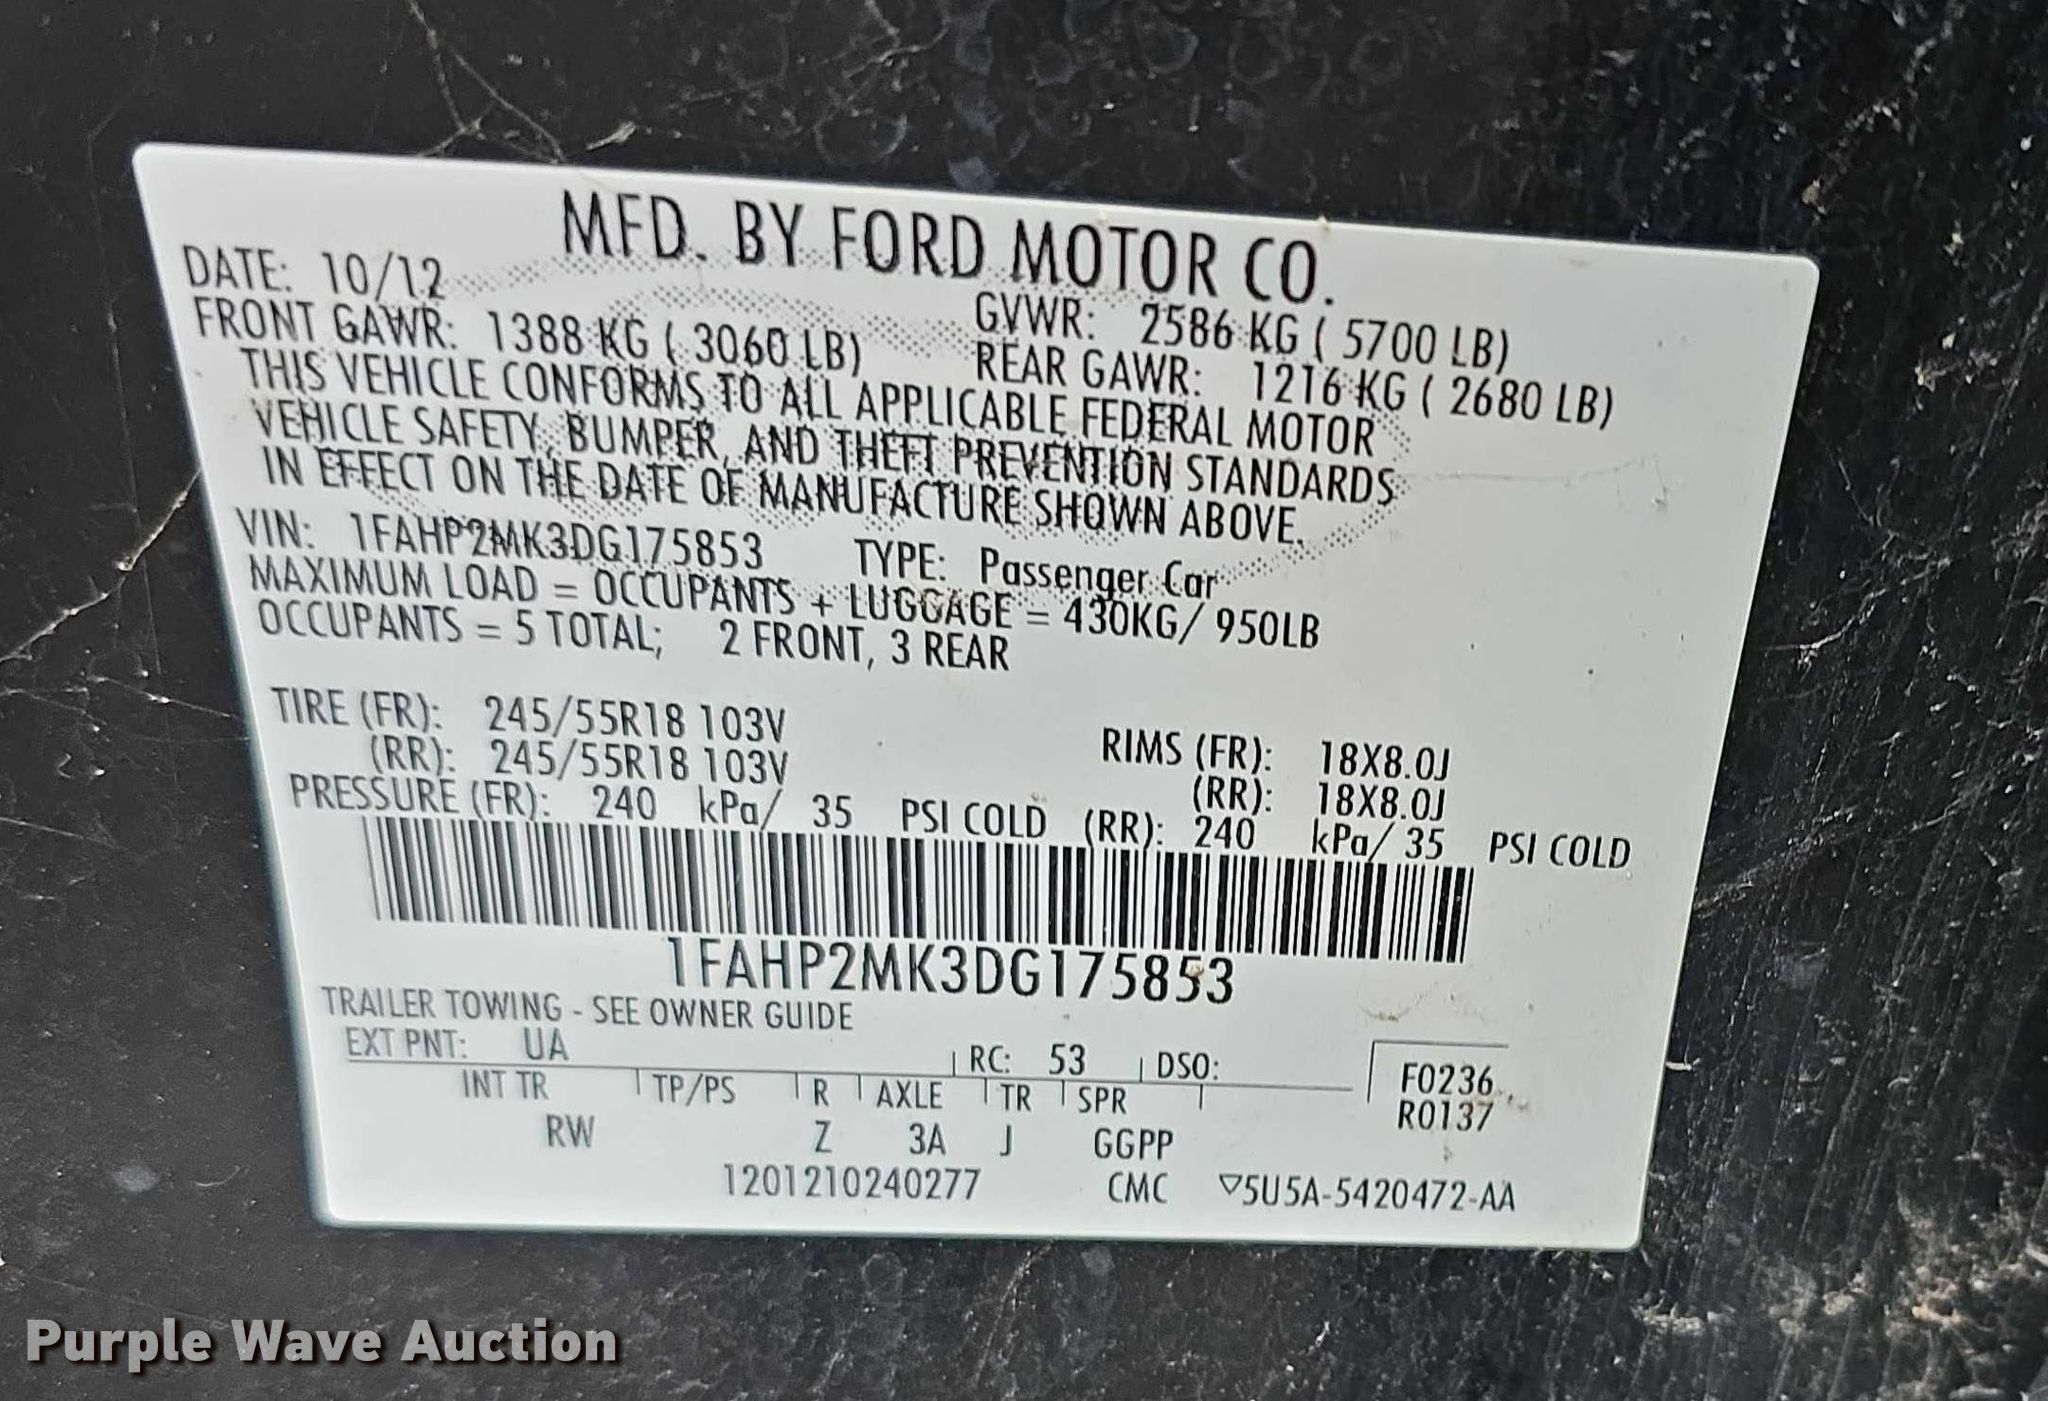 MFD. BY FORD MOTOR CO.
DATE: 10/12 GVWR: 2586 KG ( 5700 LB)
FRONT GAWR: 1388 KG ( 3060 LB) REAR GAWR: 1216 KG ( 2680 LB)
THIS VEHICLE CONFORMS TO ALL APPLICABLE FEDERAL MOTOR
VEHICLE SAFETY, BUMPER, AND THEFT PREVENTION STANDARDS
IN EFFECT ON THE DATE OF MANUFACTURE SHOWN ABOVE.
VIN: 1FAHP2MK3DG175853 TYPE: Passenger Car
MAXIMUM LOAD = OCCUPANTS + LUGGAGE = 430KG/ 950LB
OCCUPANTS = 5 TOTAL; 2 FRONT, 3 REAR
TIRE (FR): 245/55R18 103V RIMS (FR): 18X8.0J
(RR): 245/55R18 103V (RR): 18X8.0J
PRESSURE (FR): 240 kPa/ 35 PSI COLD (RR): 240 kPa/ 35 PSI COLD
1FAHP2MK3DG175853
TRAILER TOWING - SEE OWNER GUIDE
EXT PNT: UA RC: 53 DSO: F0236
INT TR TP/PS R AXLE TR SPR R0137
RW Z 3A J GGPP
1201210240277 CMC ▽5U5A-5420472-AA
Purple Wave Auction